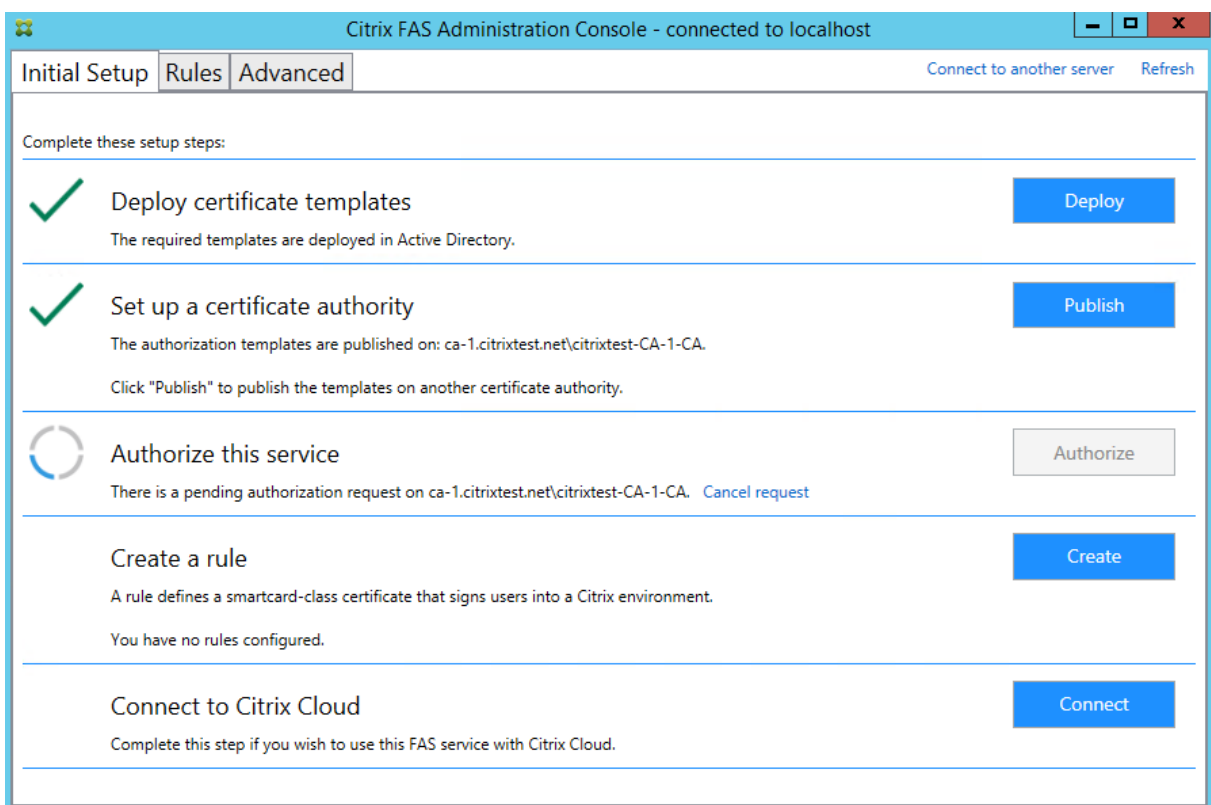 Citrix FAS Administration Console - connected to localhost
Initial Setup Rules Advanced Connect to another server Refresh
Complete these setup steps:
Deploy certificate templates Deploy
The required templates are deployed in Active Directory.
Set up a certificate authority Publish
The authorization templates are published on: ca-1.citrixtest.net\citrixtest-CA-1-CA.
Click "Publish" to publish the templates on another certificate authority.
Authorize this service Authorize
There is a pending authorization request on ca-1.citrixtest.net\citrixtest-CA-1-CA. Cancel request
Create a rule Create
A rule defines a smartcard-class certificate that signs users into a Citrix environment.
You have no rules configured.
Connect to Citrix Cloud Connect
Complete this step if you wish to use this FAS service with Citrix Cloud.